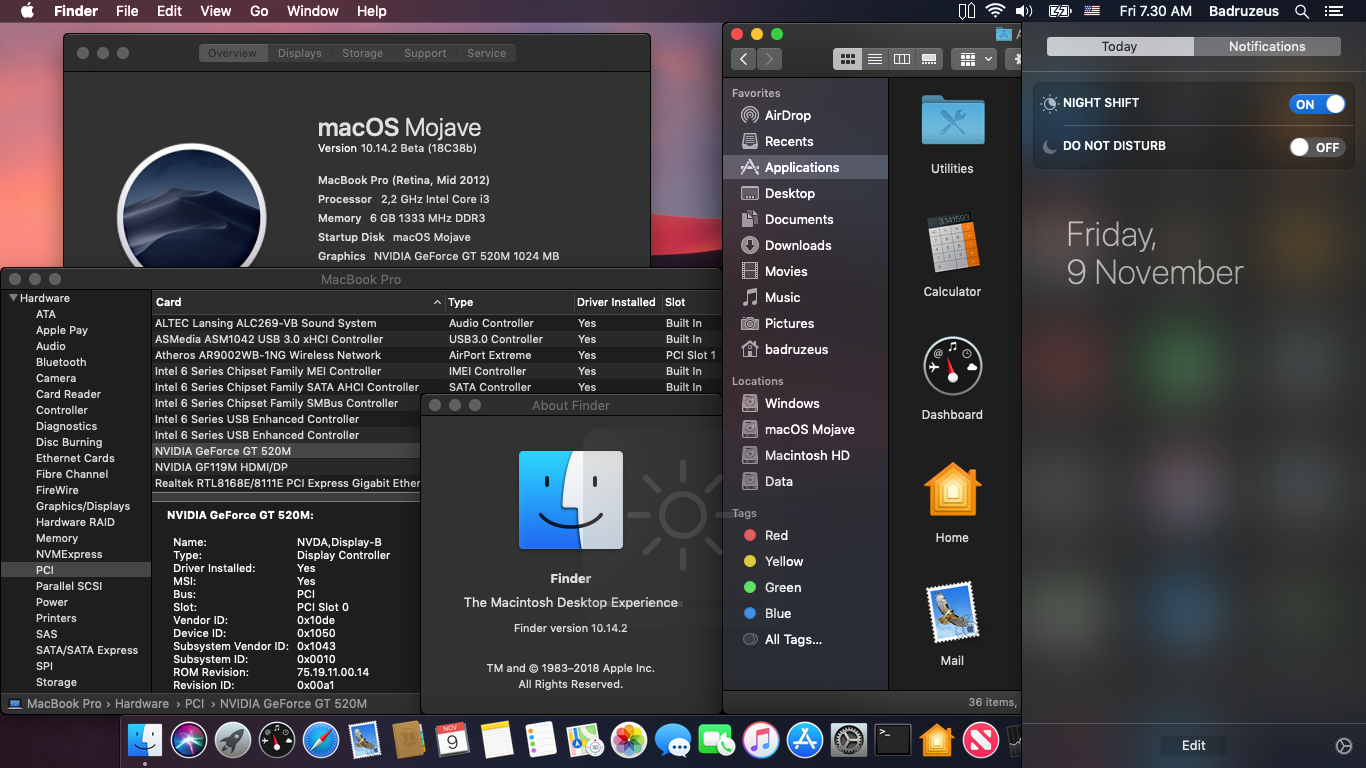 Finder File Edit View Go Window Help
Fri 7.30 AM Badruzeus
Overview Displays Storage Support Service
macOS Mojave
Version 10.14.2 Beta (18C38b)
MacBook Pro (Retina, Mid 2012)
Processor 2,2 GHz Intel Core i3
Memory 6 GB 1333 MHz DDR3
Startup Disk macOS Mojave
Graphics NVIDIA GeForce GT 520M 1024 MB
MacBook Pro
Hardware
ATA
Apple Pay
Audio
Bluetooth
Camera
Card Reader
Controller
Diagnostics
Disc Burning
Ethernet Cards
Fibre Channel
FireWire
Graphics/Displays
Hardware RAID
Memory
NVMExpress
PCI
Parallel SCSI
Power
Printers
SAS
SATA/SATA Express
SPI
Storage
Card Type Driver Installed Slot
ALTEC Lansing ALC269-VB Sound System Audio Controller Yes Built In
ASMedia ASM1042 USB 3.0 xHCI Controller USB3.0 Controller Yes Built In
Atheros AR9002WB-1NG Wireless Network AirPort Extreme Yes PCI Slot 1
Intel 6 Series Chipset Family MEI Controller IMEI Controller Yes Built In
Intel 6 Series Chipset Family SATA AHCI Controller SATA Controller Yes Built In
Intel 6 Series Chipset Family SMBus Controller
Intel 6 Series USB Enhanced Controller
Intel 6 Series USB Enhanced Controller
NVIDIA GeForce GT 520M
NVIDIA GF119M HDMI/DP
Realtek RTL8168E/8111E PCI Express Gigabit Ether
NVIDIA GeForce GT 520M:
Name: NVDA,Display-B
Type: Display Controller
Driver Installed: Yes
MSI: Yes
Bus: PCI
Slot: PCI Slot 0
Vendor ID: 0x10de
Device ID: 0x1050
Subsystem Vendor ID: 0x1043
Subsystem ID: 0x0010
ROM Revision: 75.19.11.00.14
Revision ID: 0x00a1
MacBook Pro › Hardware › PCI › NVIDIA GeForce GT 520M
About Finder
Finder
The Macintosh Desktop Experience
Finder version 10.14.2
TM and © 1983–2018 Apple Inc.
All Rights Reserved.
Favorites
AirDrop
Recents
Applications
Desktop
Documents
Downloads
Movies
Music
Pictures
badruzeus
Locations
Windows
macOS Mojave
Macintosh HD
Data
Tags
Red
Yellow
Green
Blue
All Tags...
Utilities
3.141593
Calculator
Dashboard
Home
Mail
36 items,
Today Notifications
NIGHT SHIFT ON
DO NOT DISTURB OFF
Friday,
9 November
Edit
NOV
9